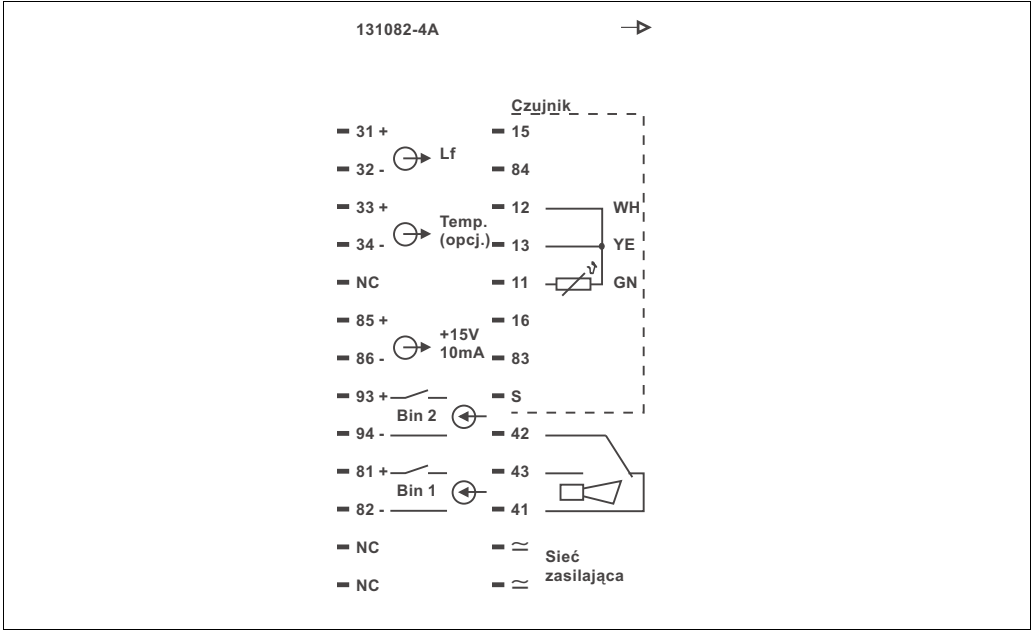 131082-4A
Czujnik
31 +
15
Lf
32 -
84
33 +
12
WH
Temp.
(opcj.)
34 -
13
YE
NC
11
GN
85 +
16
+15V
10mA
86 -
83
93 +
S
Bin 2
94 -
42
81 +
43
Bin 1
82 -
41
NC
Sieć
zasilająca
NC